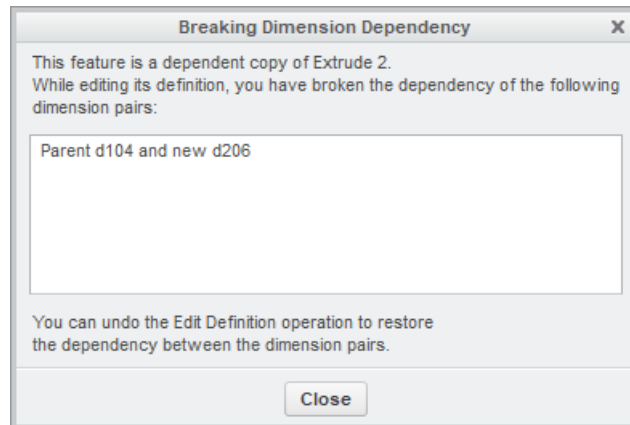 Breaking Dimension Dependency
This feature is a dependent copy of Extrude 2.
While editing its definition, you have broken the dependency of the following
dimension pairs:
Parent d104 and new d206
You can undo the Edit Definition operation to restore
the dependency between the dimension pairs.
Close